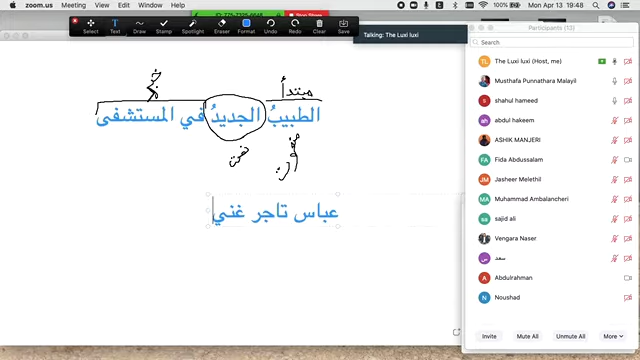 zoom.us Meeting View Edit Window Help
100% Mon Apr 13 19:48
Select Text Draw Stamp Spotlight Eraser Format Undo Redo Clear Save
Talking: The Luxi luxi
Participants (13)
Search
The Luxi luxi (Host, me)
Musthafa Punnathara Malayil
shahul hameed
abdul hakeem
ASHIK MANJERI
Fida Abdussalam
Jasheer Melethil
Muhammad Ambalancheri
sajid ali
Vengara Naser
سعد
Abdulrahman
Noushad
Invite Mute All Unmute All More
مبتدأ خبر
الطبيبُ الجديدُ في المستشفى
نعت
عباس تاجر غني